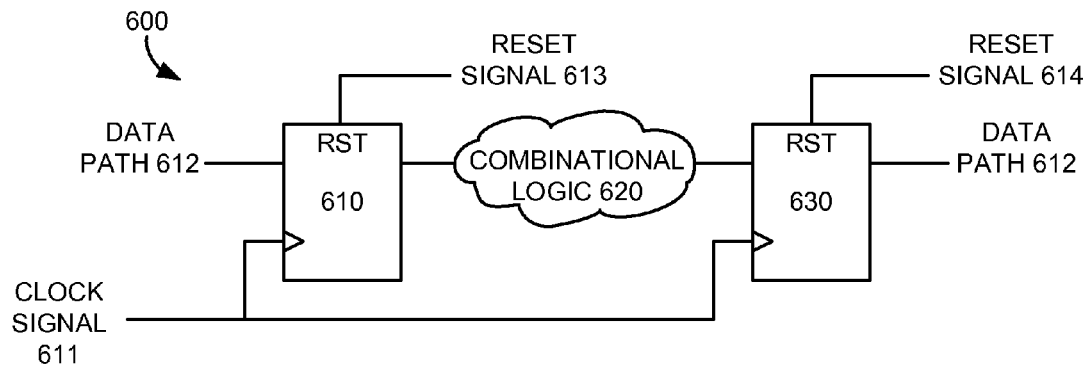 600
RESET
SIGNAL 613
RESET
SIGNAL 614
DATA
PATH 612
RST
610
COMBINATIONAL
LOGIC 620
RST
630
DATA
PATH 612
CLOCK
SIGNAL
611